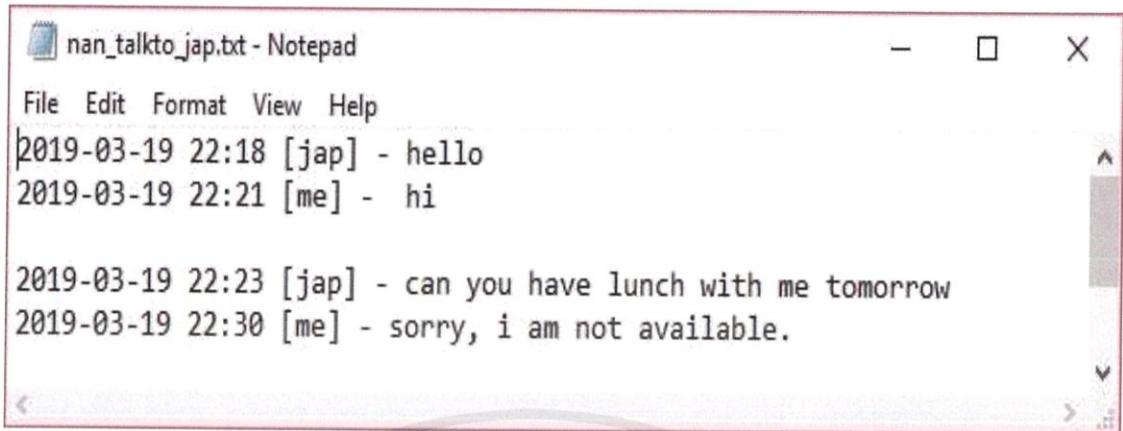 nan_talkto_jap.txt - Notepad
File Edit Format View Help
2019-03-19 22:18 [jap] - hello
2019-03-19 22:21 [me] -  hi

2019-03-19 22:23 [jap] - can you have lunch with me tomorrow
2019-03-19 22:30 [me] - sorry, i am not available.